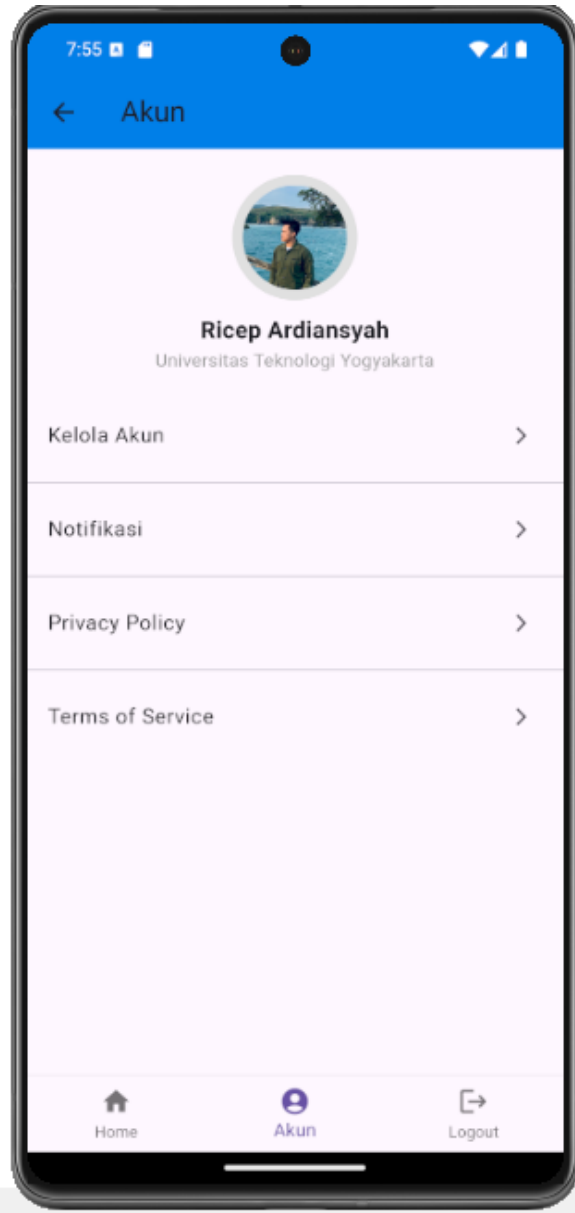 7:55
Akun
Ricep Ardiansyah
Universitas Teknologi Yogyakarta
Kelola Akun
Notifikasi
Privacy Policy
Terms of Service
Home
Akun
Logout